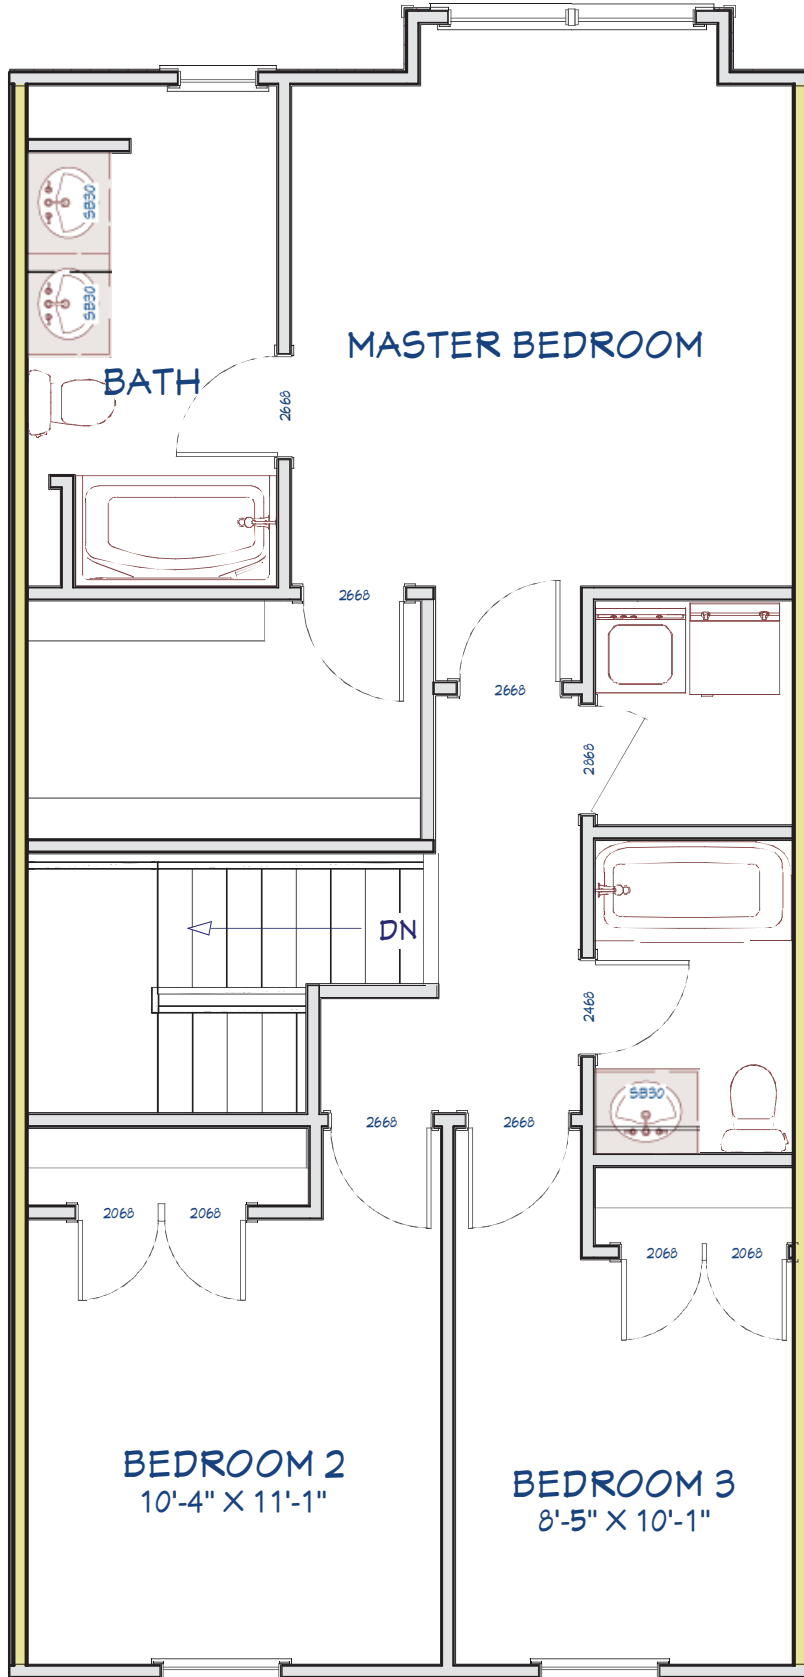 SB30
SB30
MASTER BEDROOM
BATH
2668
2668
2668
2868
DN
2468
SB30
2668
2668
2068
2068
2068
2068
BEDROOM 2
10'-4" X 11'-1"
BEDROOM 3
8'-5" X 10'-1"